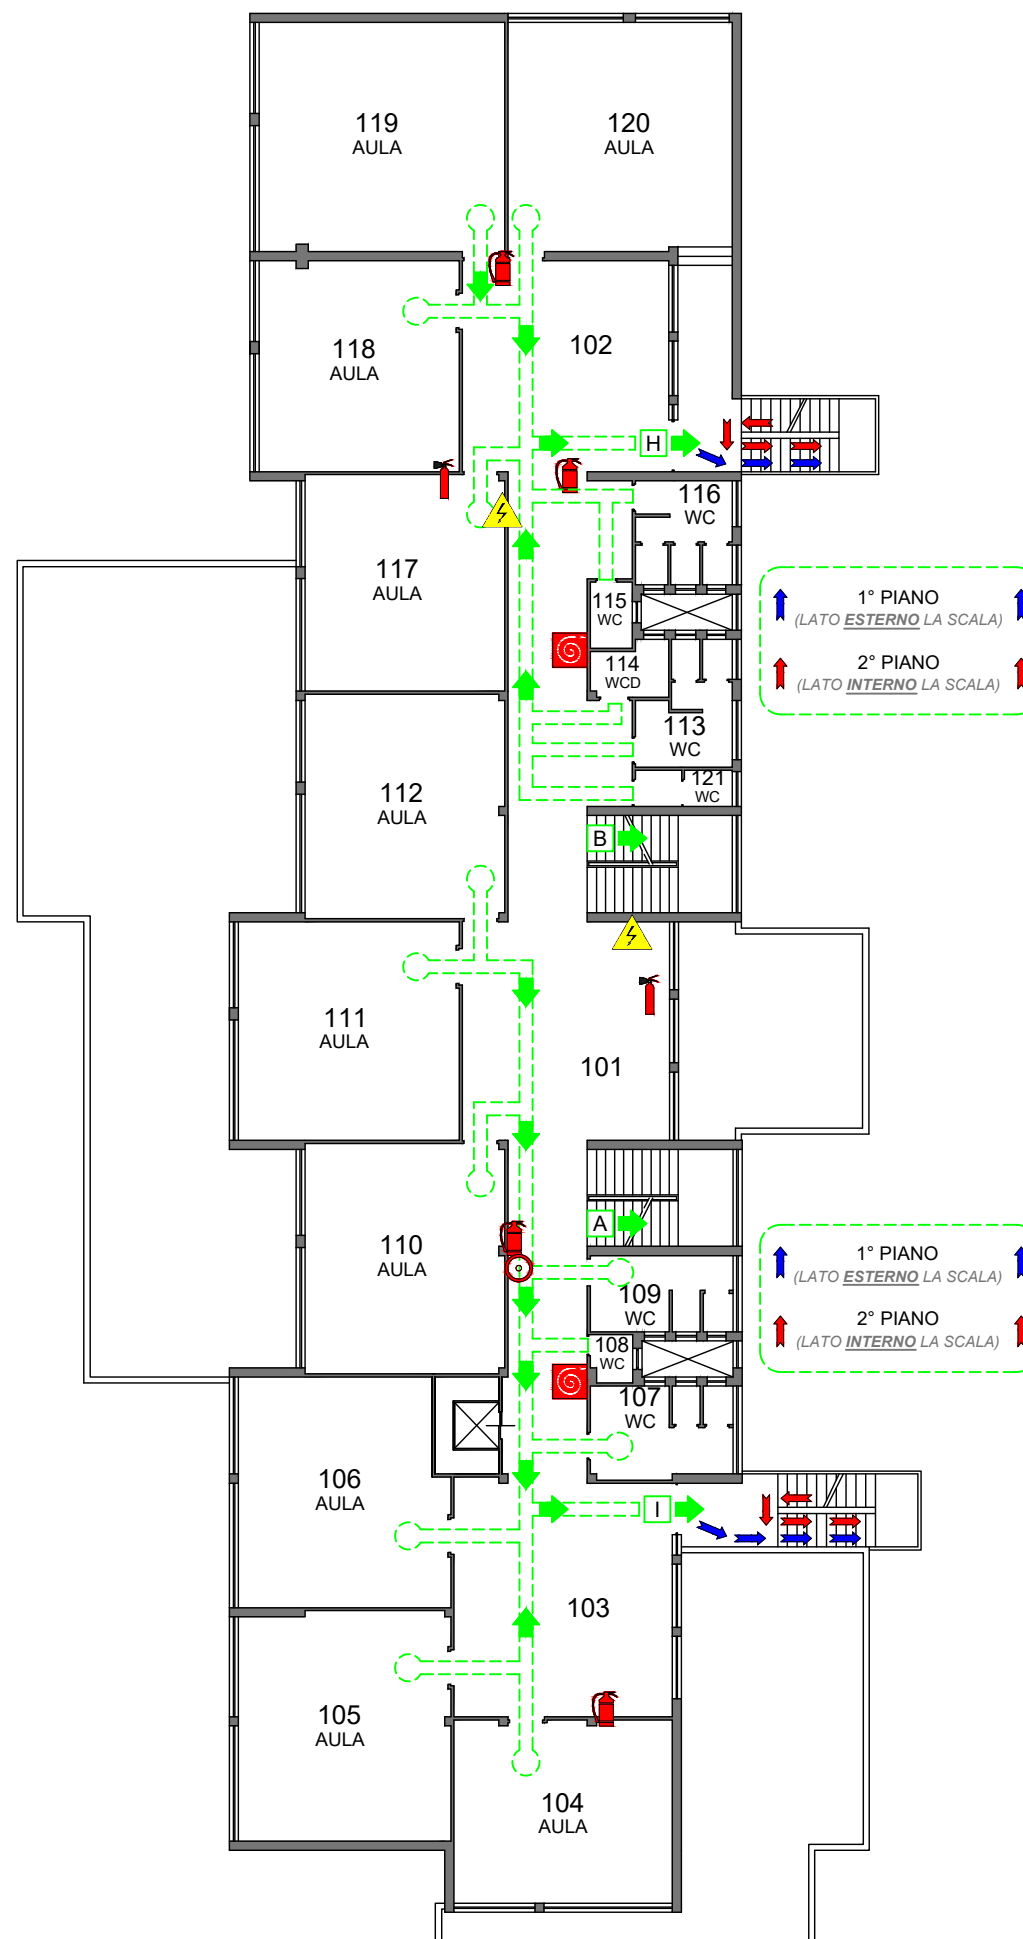 119
AULA
120
AULA
118
AULA
102
H
116
WC
117
AULA
115
WC
114
WCD
113
WC
121
WC
1° PIANO
(LATO ESTERNO LA SCALA)
2° PIANO
(LATO INTERNO LA SCALA)
112
AULA
B
111
AULA
101
A
110
AULA
109
WC
108
WC
107
WC
1° PIANO
(LATO ESTERNO LA SCALA)
2° PIANO
(LATO INTERNO LA SCALA)
106
AULA
I
103
105
AULA
104
AULA